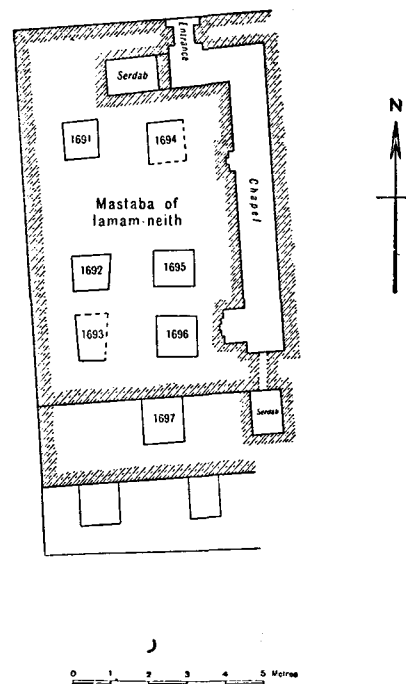 Entrance
Serdab
N
1691
1694
Chapel
Mastaba of
Iamam-neith
1692
1695
1693
1696
1697
Serdab
0 1 2 3 4 5 Metres